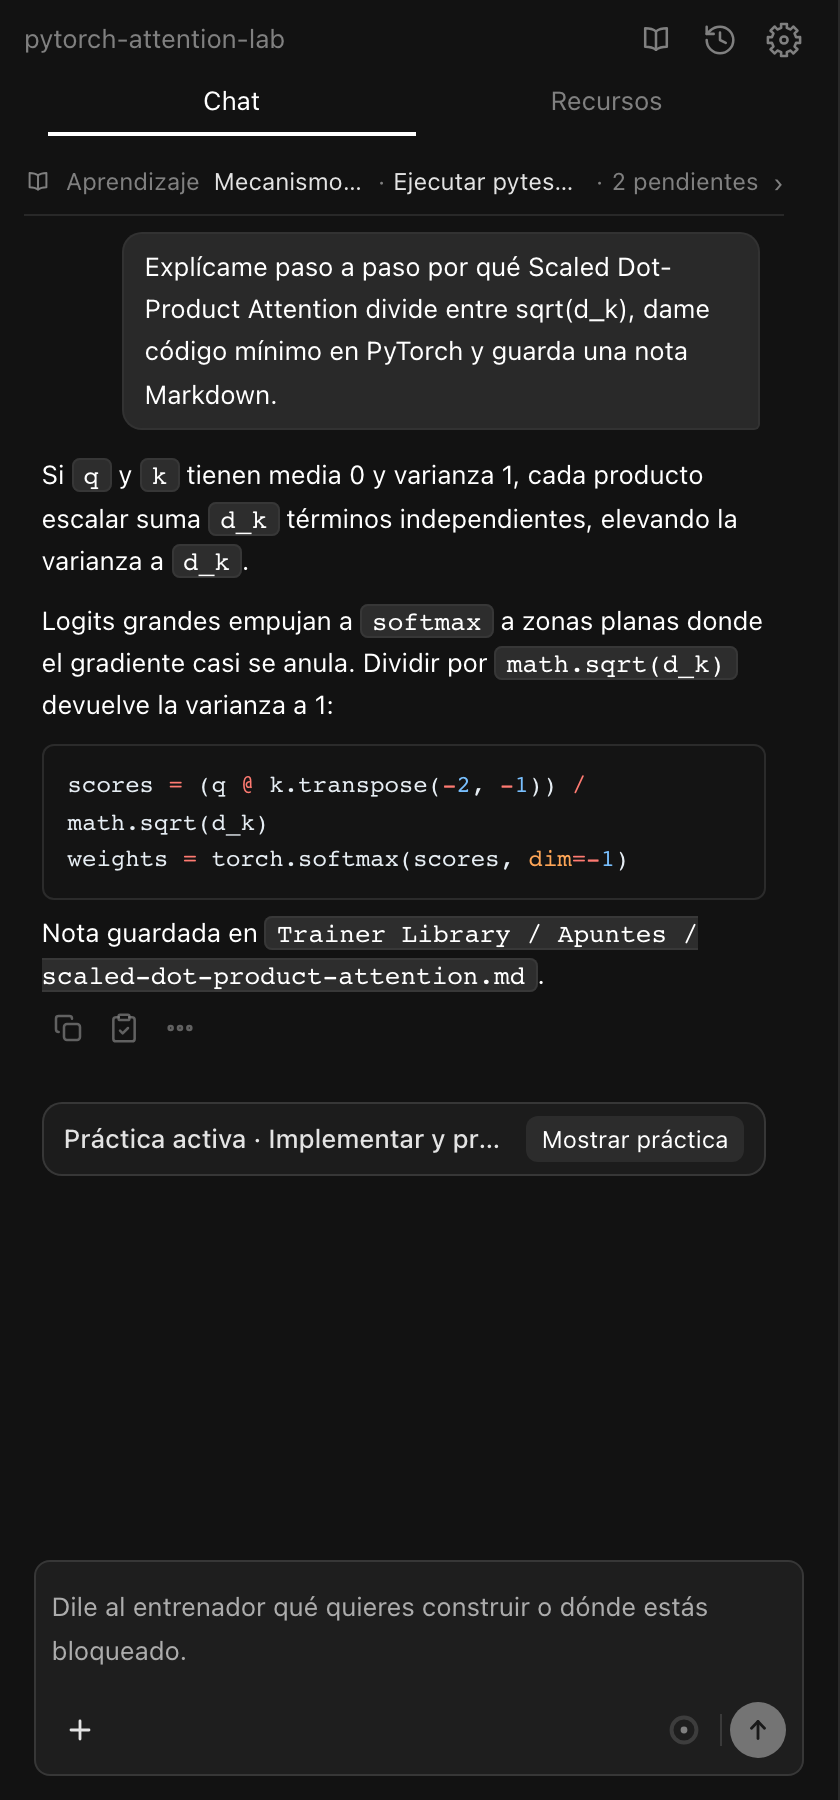 pytorch-attention-lab
Chat
Recursos
Aprendizaje Mecanismo... · Ejecutar pytes... · 2 pendientes ›
Explícame paso a paso por qué Scaled Dot-
Product Attention divide entre sqrt(d_k), dame
código mínimo en PyTorch y guarda una nota
Markdown.
Si q y k tienen media 0 y varianza 1, cada producto
escalar suma d_k términos independientes, elevando la
varianza a d_k.
Logits grandes empujan a softmax a zonas planas donde
el gradiente casi se anula. Dividir por math.sqrt(d_k)
devuelve la varianza a 1:
scores = (q @ k.transpose(-2, -1)) /
math.sqrt(d_k)
weights = torch.softmax(scores, dim=-1)
Nota guardada en Trainer Library / Apuntes /
scaled-dot-product-attention.md.
Práctica activa · Implementar y pr...
Mostrar práctica
Dile al entrenador qué quieres construir o dónde estás
bloqueado.